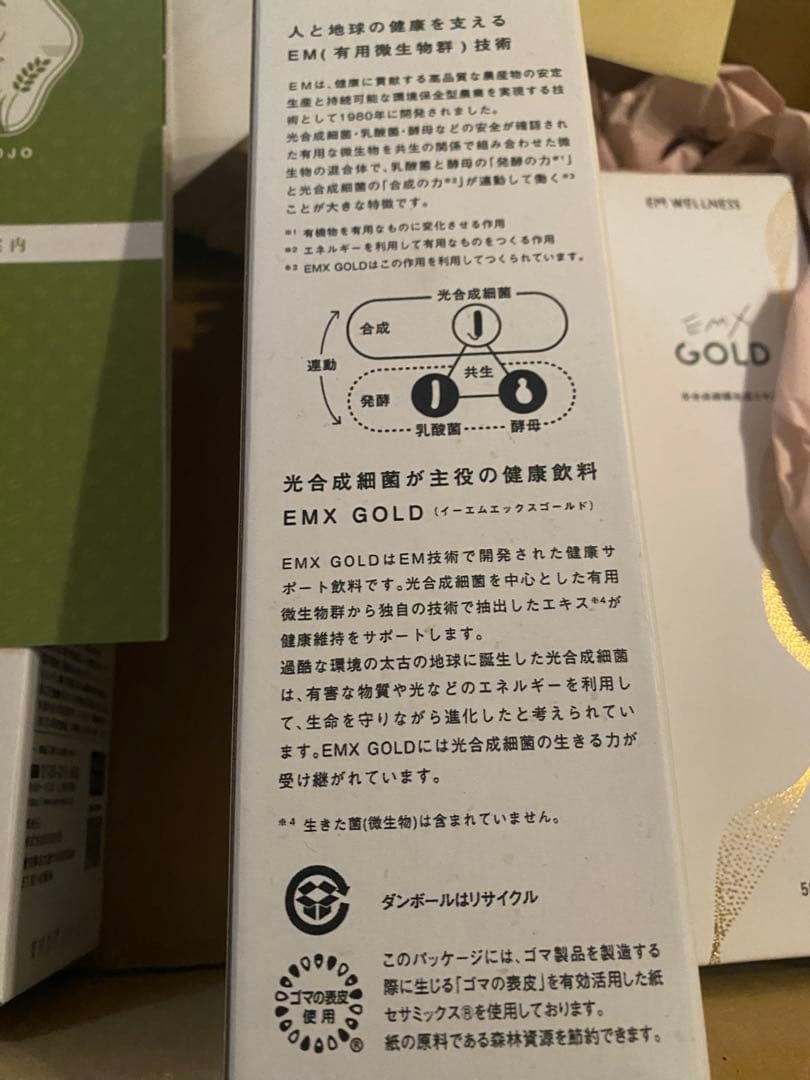 人と地球の健康を支える
EM(有用微生物群)技術
EMは、健康に貢献する高品質な農産物の安定
生産と持続可能な環境保全型農業を実現する技
術として1980年に開発されました。
光合成細菌・乳酸菌・酵母などの安全が確認され
た有用な微生物を共生の関係で組み合わせた微
生物の混合体で、乳酸菌と酵母の「発酵の力※1」
と光合成細菌の「合成の力※2」が連動して働く※3
ことが大きな特徴です。
※1 有機物を有用なものに変化させる作用
※2 エネルギーを利用して有用なものをつくる作用
※3 EMX GOLDはこの作用を利用してつくられています。
光合成細菌
合成
連動
共生
発酵
乳酸菌
酵母
光合成細菌が主役の健康飲料
EMX GOLD (イーエムエックスゴールド)
EMX GOLDはEM技術で開発された健康サ
ポート飲料です。光合成細菌を中心とした有用
微生物群から独自の技術で抽出したエキス※4が
健康維持をサポートします。
過酷な環境の太古の地球に誕生した光合成細菌
は、有害な物質や光などのエネルギーを利用し
て、生命を守りながら進化したと考えられてい
ます。EMX GOLDには光合成細菌の生きる力が
受け継がれています。
※4 生きた菌(微生物)は含まれていません。
ダンボールはリサイクル
ゴマの表皮
使用
®
このパッケージには、ゴマ製品を製造する
際に生じる「ゴマの表皮」を有効活用した紙
セサミックス®を使用しております。
紙の原料である森林資源を節約できます。
EM WELLNESS
EMX
GOLD
OJO
内